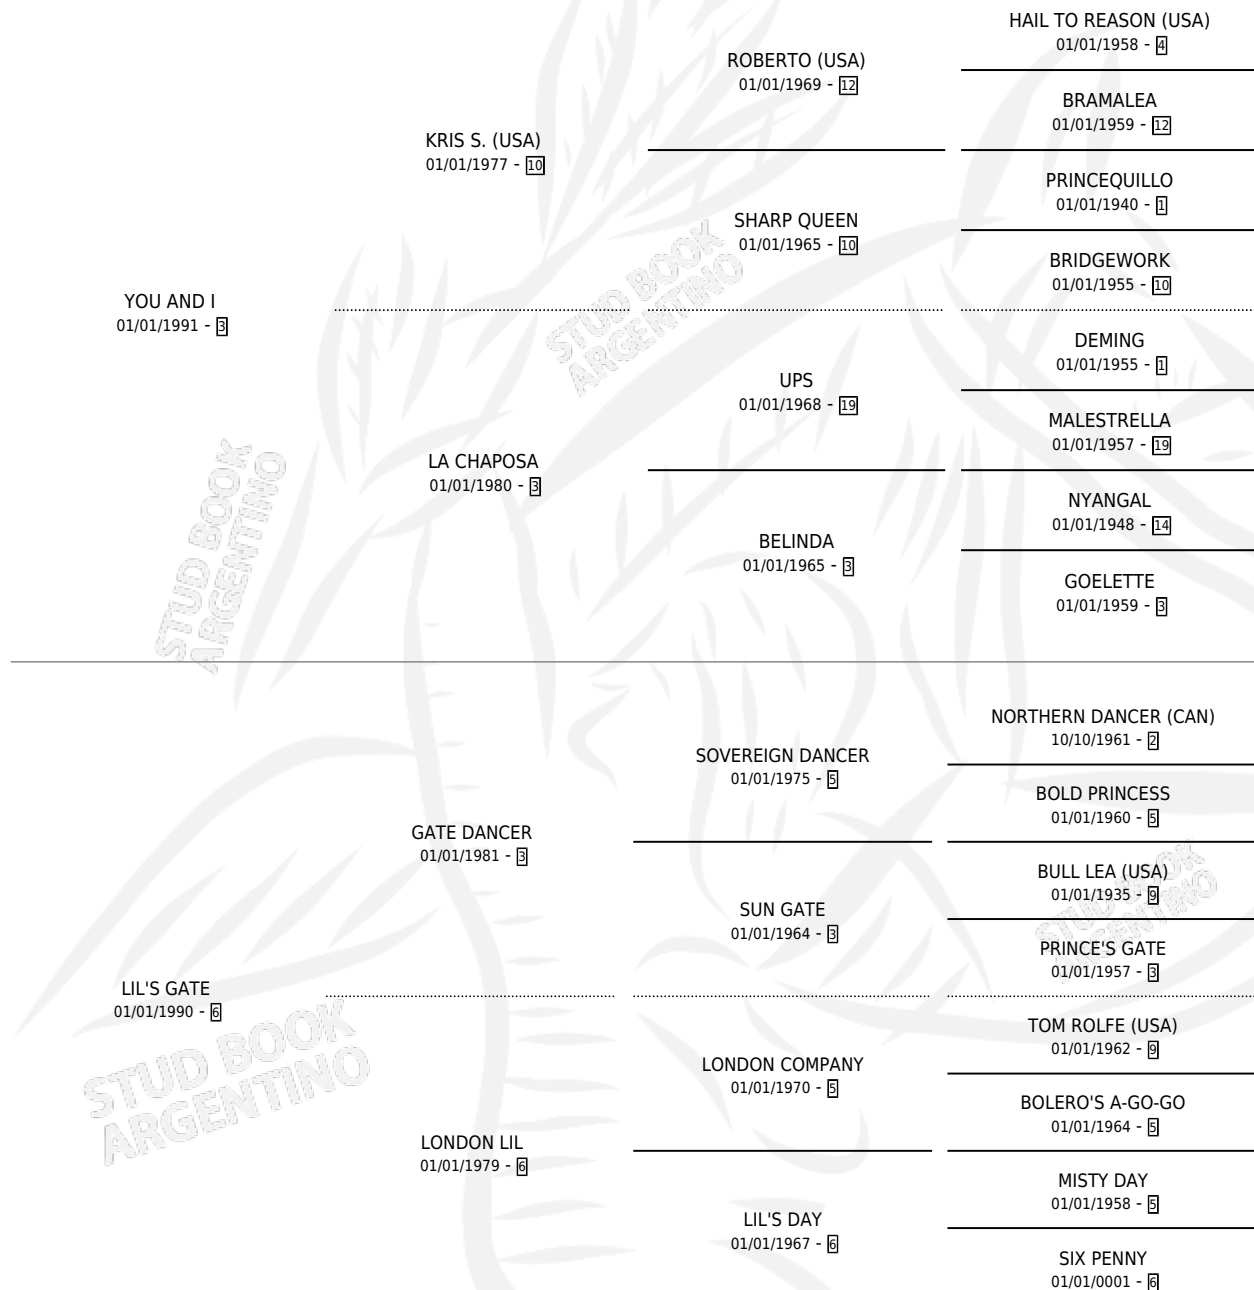 HAIL TO REASON (USA)
01/01/1958 - 4
ROBERTO (USA)
01/01/1969 - 12
BRAMALEA
01/01/1959 - 12
KRIS S. (USA)
01/01/1977 - 10
PRINCEQUILLO
01/01/1940 - 1
SHARP QUEEN
01/01/1965 - 10
BRIDGEWORK
01/01/1955 - 10
YOU AND I
01/01/1991 - 3
DEMING
01/01/1955 - 1
UPS
01/01/1968 - 19
MALESTRELLA
01/01/1957 - 19
LA CHAPOSA
01/01/1980 - 3
NYANGAL
01/01/1948 - 14
BELINDA
01/01/1965 - 3
GOELETTE
01/01/1959 - 3
STUD BOOK
ARGENTINO
STUD BOOK
ARGENTINO
NORTHERN DANCER (CAN)
10/10/1961 - 2
SOVEREIGN DANCER
01/01/1975 - 5
BOLD PRINCESS
01/01/1960 - 5
GATE DANCER
01/01/1981 - 3
BULL LEA (USA)
01/01/1935 - 9
SUN GATE
01/01/1964 - 3
PRINCE'S GATE
01/01/1957 - 3
STUD BOOK
ARGENTINO
LIL'S GATE
01/01/1990 - 6
TOM ROLFE (USA)
01/01/1962 - 9
LONDON COMPANY
01/01/1970 - 5
BOLERO'S A-GO-GO
01/01/1964 - 5
LONDON LIL
01/01/1979 - 6
MISTY DAY
01/01/1958 - 5
LIL'S DAY
01/01/1967 - 6
SIX PENNY
01/01/0001 - 6
STUD BOOK
ARGENTINO